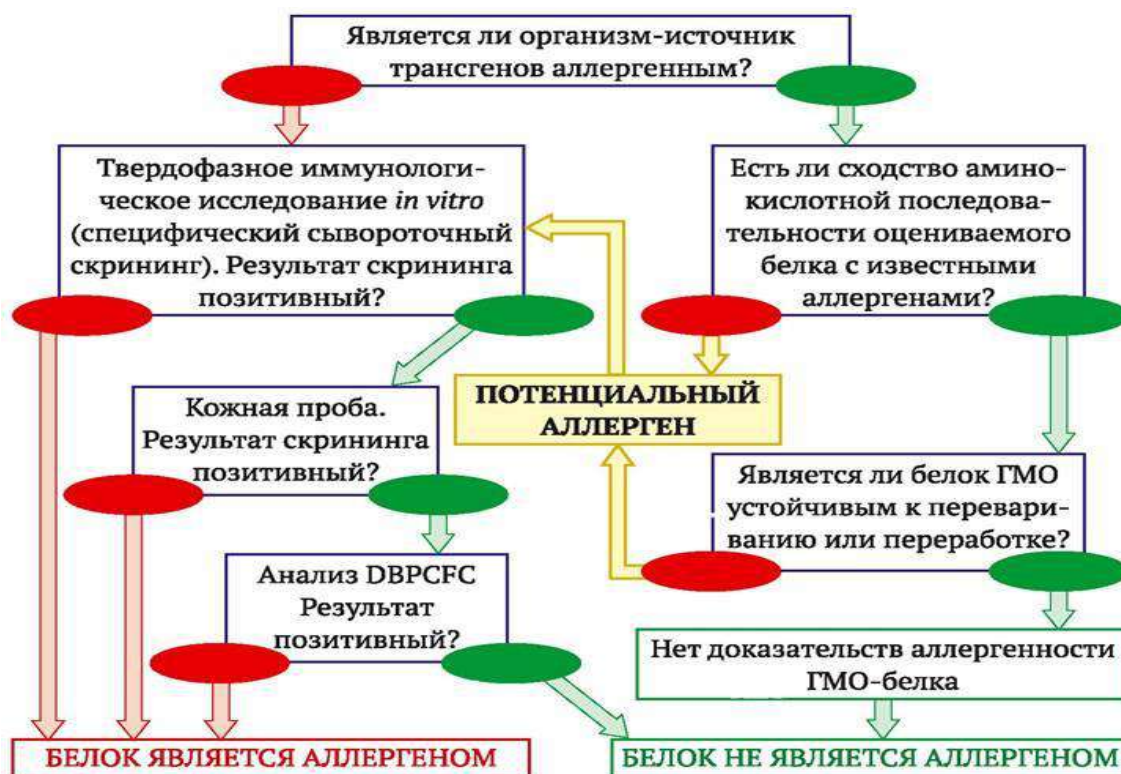 Является ли организм-источник
трансгенов аллергенным?
Твердофазное иммунологи-
ческое исследование in vitro
(специфический сывороточный
скрининг). Результат скрининга
позитивный?
Есть ли сходство амино-
кислотной последова-
тельности оцениваемого
белка с известными
аллергенами?
ПОТЕНЦИАЛЬНЫЙ
АЛЛЕРГЕН
Кожная проба.
Результат скрининга
позитивный?
Является ли белок ГМО
устойчивым к перевари-
ванию или переработке?
Анализ DBPCFC
Результат
позитивный?
Нет доказательств аллергенности
ГМО-белка
БЕЛОК ЯВЛЯЕТСЯ АЛЛЕРГЕНОМ
БЕЛОК НЕ ЯВЛЯЕТСЯ АЛЛЕРГЕНОМ